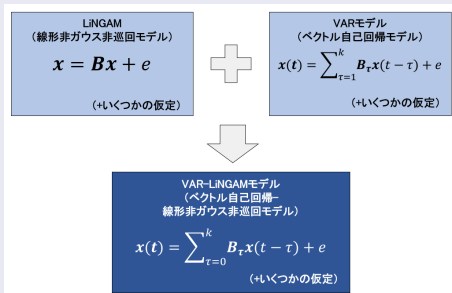 LiNGAM
(線形非ガウス非巡回モデル)
x = Bx + e
(+いくつかの仮定)
VARモデル
(ベクトル自己回帰モデル)
x(t) = ∑_{τ=1}^{k} B_τ x(t − τ) + e
(+いくつかの仮定)
VAR-LiNGAMモデル
(ベクトル自己回帰-
線形非ガウス非巡回モデル)
x(t) = ∑_{τ=0}^{k} B_τ x(t − τ) + e
(+いくつかの仮定)